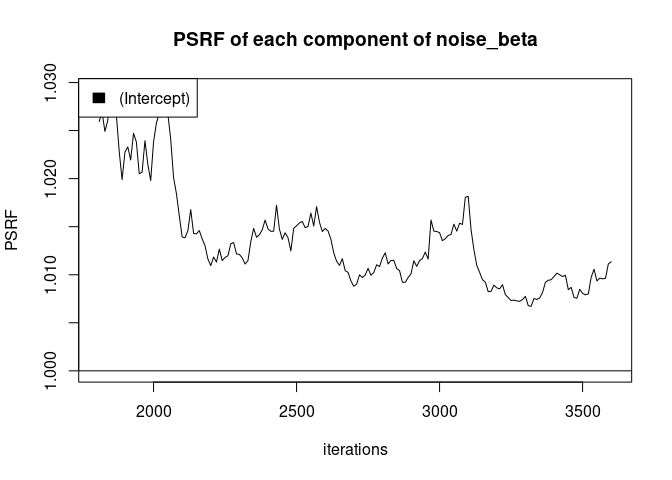 PSRF of each component of noise_beta
(Intercept)
1.030
1.020
1.010
1.000
PSRF
2000 2500 3000 3500
iterations